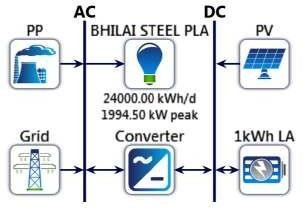 AC DC
PP BHILAI STEEL PLA PV
24000.00 kWh/d
1994.50 kW peak
Grid Converter 1kWh LA